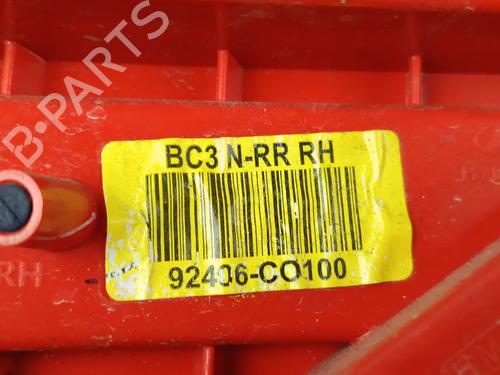 BC3 N-RR RH
92406-CO100
RH
B-Parts